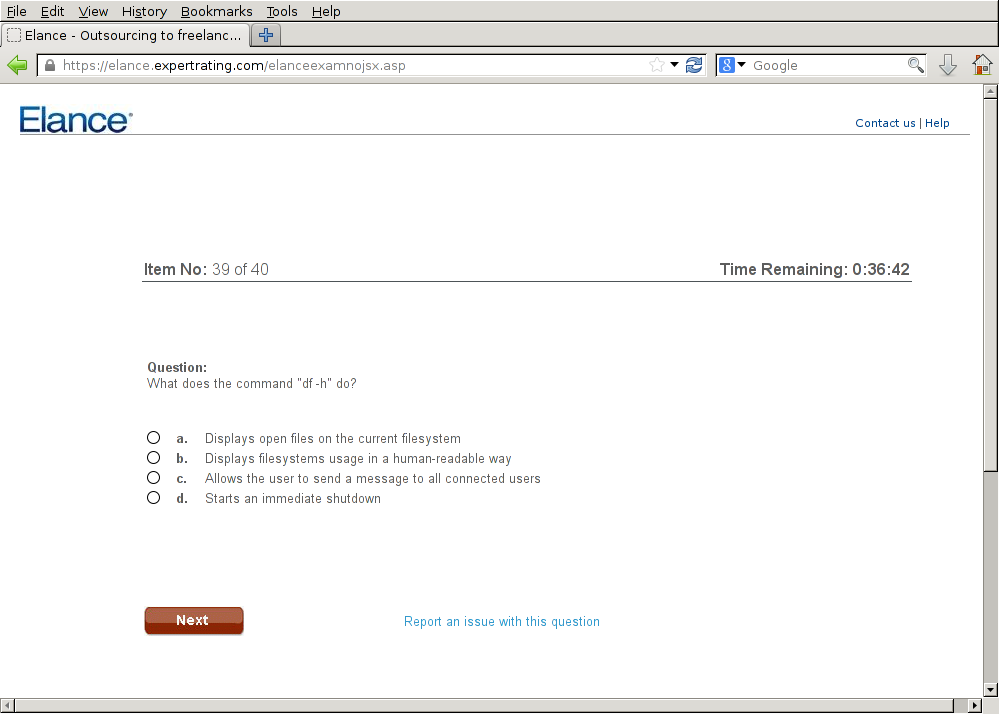 File Edit View History Bookmarks Tools Help
Elance - Outsourcing to freelanc...
https://elance.expertrating.com/elanceexamnojsx.asp
8 Google
Elance®
Contact us | Help
Item No: 39 of 40
Time Remaining: 0:36:42
Question:
What does the command "df -h" do?
a. Displays open files on the current filesystem
b. Displays filesystems usage in a human-readable way
c. Allows the user to send a message to all connected users
d. Starts an immediate shutdown
Next
Report an issue with this question